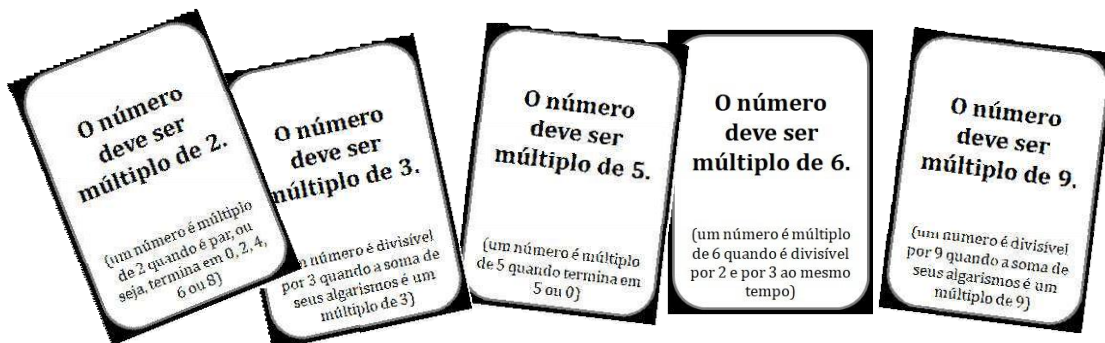 O número
deve ser
múltiplo de 2.
(um número é múltiplo
de 2 quando é par, ou
seja, termina em 0, 2, 4,
6 ou 8)
O número
deve ser
múltiplo de 3.
número é divisível
por 3 quando a soma de
seus algarismos é um
múltiplo de 3)
O número
deve ser
múltiplo de 5.
(um número é múltiplo
de 5 quando termina em
5 ou 0)
O número
deve ser
múltiplo de 6.
(um número é múltiplo
de 6 quando é divisível
por 2 e por 3 ao mesmo
tempo)
O número
deve ser
múltiplo de 9.
(um número é divisível
por 9 quando a soma de
seus algarismos é um
múltiplo de 9)